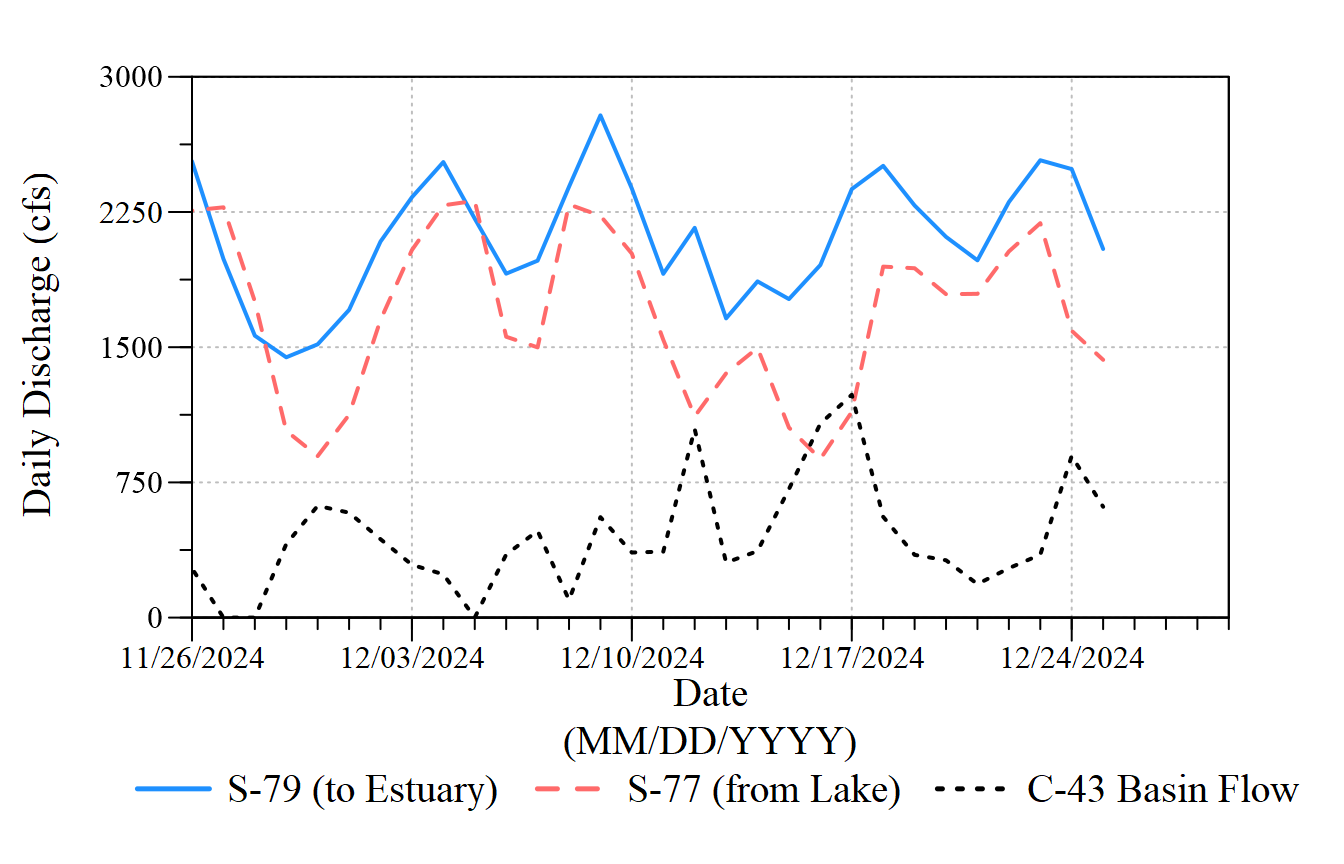 Daily Discharge (cfs)
3000
2250
1500
750
0
11/26/2024 12/03/2024 12/10/2024 12/17/2024 12/24/2024
Date
(MM/DD/YYYY)
S-79 (to Estuary) S-77 (from Lake) C-43 Basin Flow